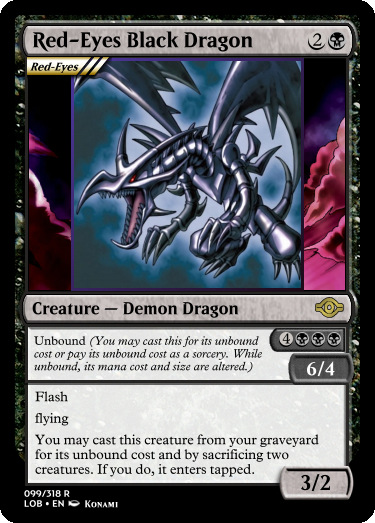 Red-Eyes Black Dragon 2
Red-Eyes
Creature — Demon Dragon
Unbound (You may cast this for its unbound
cost or pay its unbound cost as a sorcery. While
unbound, its mana cost and size are altered.)
4
6/4
Flash
flying
You may cast this creature from your graveyard
for its unbound cost and by sacrificing two
creatures. If you do, it enters tapped.
3/2
099/318 R
LOB • EN Konami